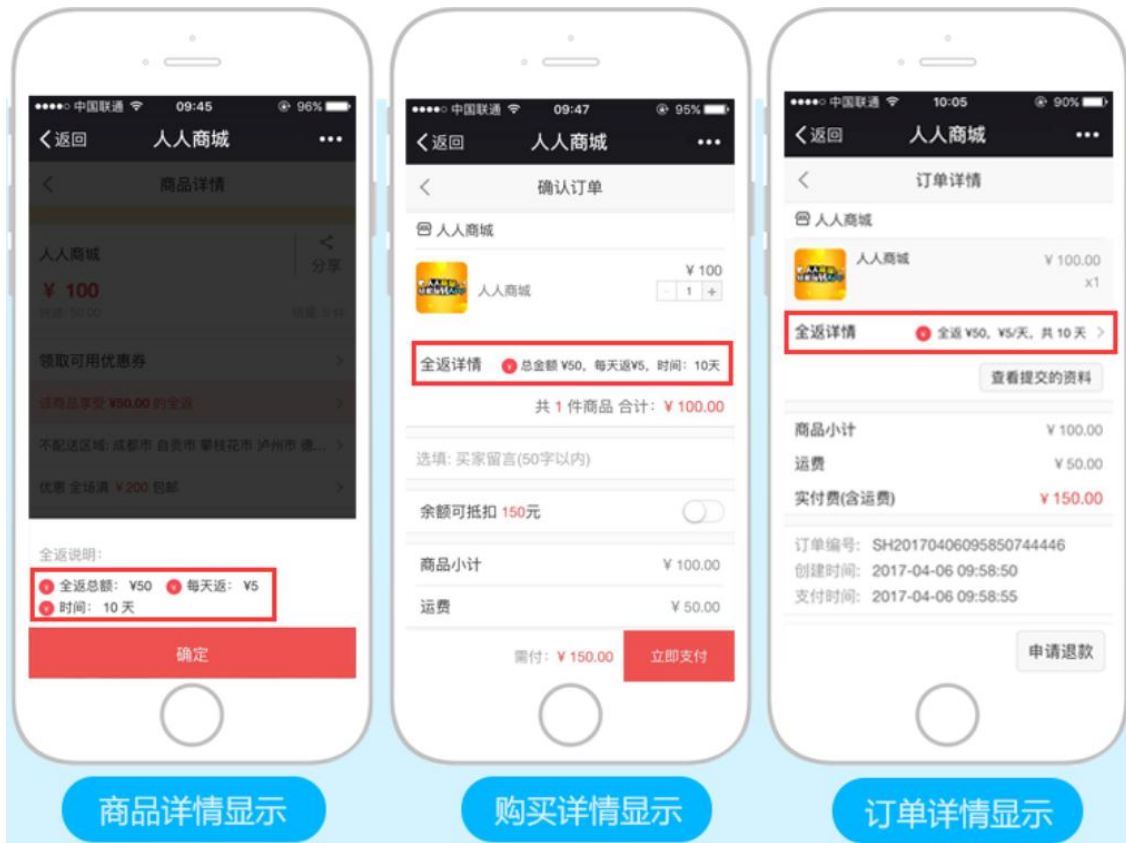 中国联通 09:45 96%
返回 人人商城
商品详情
人人商城
分享
¥ 100
快递: 50.00
领取可用优惠券
该商品享受 ¥50.00 的全返
不配送区域: 成都市 自贡市 攀枝花市 泸州市 德...
优惠 全场满 ¥200 包邮
全返说明：
全返总额： ¥50 每天返： ¥5
时间： 10 天
确定
商品详情显示
中国联通 09:47 95%
返回 人人商城
确认订单
人人商城
¥ 100
人人商城
- 1 +
全返详情 总金额 ¥50，每天返¥5，时间：10天
共 1 件商品 合计：¥ 100.00
选填: 买家留言(50字以内)
余额可抵扣 150元
商品小计 ¥ 100.00
运费 ¥ 50.00
需付：¥ 150.00 立即支付
购买详情显示
中国联通 10:05 90%
返回 人人商城
订单详情
人人商城
人人商城 ¥ 100.00
x1
全返详情 全返 ¥50，¥5/天，共 10 天
查看提交的资料
商品小计 ¥ 100.00
运费 ¥ 50.00
实付费(含运费) ¥ 150.00
订单编号： SH20170406095850744446
创建时间： 2017-04-06 09:58:50
支付时间： 2017-04-06 09:58:55
申请退款
订单详情显示